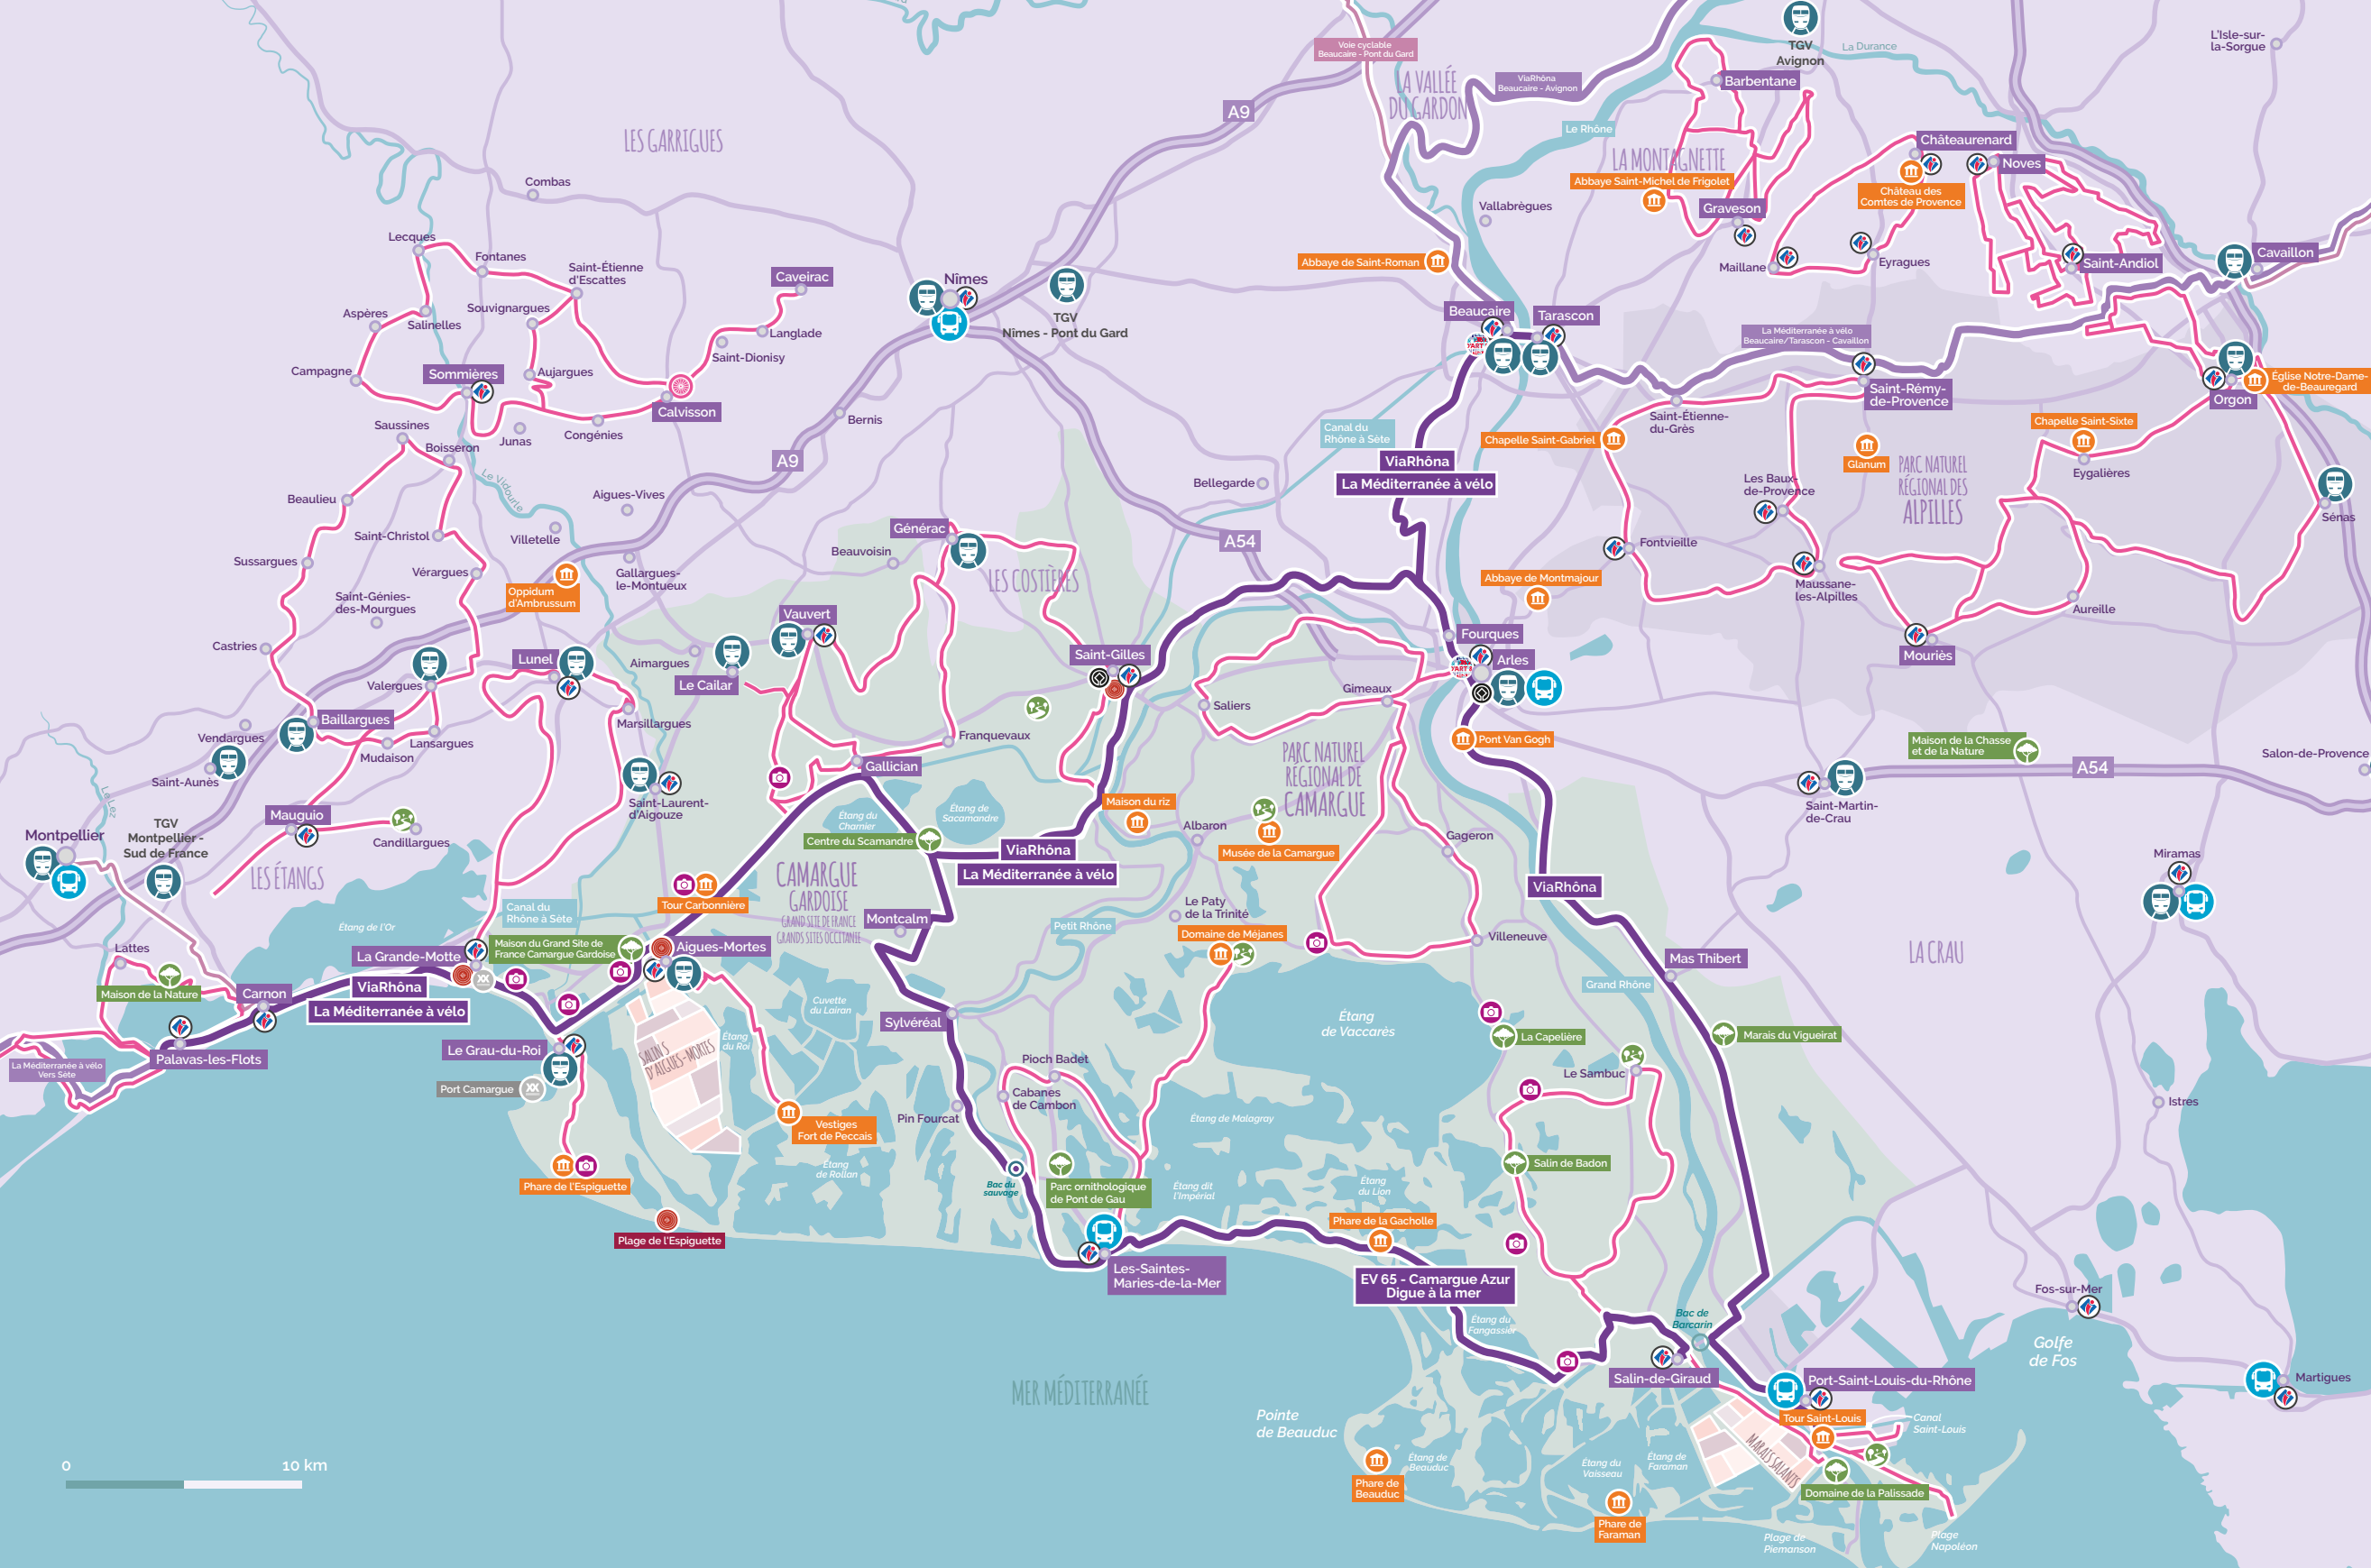 Voie cyclable
Beaucaire - Pont du Gard
LA VALLÉE
DU GARDON
ViaRhôna
Beaucaire - Avignon
TGV
Avignon
La Durance
L'Isle-sur-
la-Sorgue
Barbentane
A9
LES GARRIGUES
Le Rhône
LA MONTAGNETTE
Châteaurenard
Noves
Combas
Abbaye Saint-Michel de Frigolet
Château des
Comtes de Provence
Vallabrègues
Graveson
Lecques
Fontanes
Saint-Étienne
d'Escattes
Caveirac
Nîmes
Abbaye de Saint-Roman
Maillane
Eyragues
Saint-Andiol
Cavaillon
Aspères
Salinelles
Souvignargues
Langlade
TGV
Nîmes - Pont du Gard
Beaucaire
Tarascon
La Méditerranée à vélo
Beaucaire/Tarascon - Cavaillon
Saint-Dionisy
Campagne
Sommières
Aujargues
Calvisson
Saint-Rémy-
de-Provence
Église Notre-Dame-
de-Beauregard
Orgon
Saussines
Boisseron
Junas
Congénies
Bernis
Canal du
Rhône à Sète
Chapelle Saint-Gabriel
Saint-Étienne-
du-Grès
Chapelle Saint-Sixte
A9
ViaRhôna
La Méditerranée à vélo
Glanum
Eygalières
PARC NATUREL
RÉGIONAL DES
ALPILLES
Le Vidourle
Aigues-Vives
Bellegarde
Les Baux-
de-Provence
Beaulieu
Sénas
Saint-Christol
Villetelle
Générac
Beauvoisin
A54
Fontvieille
Sussargues
Vérargues
Gallargues-
le-Montueux
LES COSTIÈRES
Abbaye de Montmajour
Maussane-
les-Alpilles
Oppidum
d'Ambrussum
Saint-Géniès-
des-Mourgues
Aureille
Vauvert
Fourques
Castries
Lunel
Aimargues
Saint-Gilles
Arles
Mouriès
Valergues
Le Cailar
Gimeaux
Saliers
Baillargues
Marsillargues
Vendargues
Lansargues
Mudaison
Franquevaux
Pont Van Gogh
Maison de la Chasse
et de la Nature
Salon-de-Provence
Saint-Aunès
Gallician
PARC NATUREL
RÉGIONAL DE
CAMARGUE
A54
Le Lez
Saint-Laurent-
d'Aigouze
Mauguio
Maison du riz
Saint-Martin-
de-Crau
Étang du
Charnier
Étang de
Sacamandre
Montpellier
TGV
Montpellier -
Sud de France
Candillargues
Centre du Scamandre
Albaron
Gageron
ViaRhôna
La Méditerranée à vélo
Musée de la Camargue
Miramas
LES ÉTANGS
CAMARGUE
GARDOISE
GRAND SITE DE FRANCE
GRANDS SITES OCCITANIE
ViaRhôna
Tour Carbonnière
Canal du
Rhône à Sète
Montcalm
Le Paty
de la Trinité
Étang de l'Or
Petit Rhône
Domaine de Méjanes
Villeneuve
LA CRAU
Lattes
La Grande-Motte
Maison du Grand Site de
France Camargue Gardoise
Aigues-Mortes
Mas Thibert
Grand Rhône
Maison de la Nature
Carnon
ViaRhôna
La Méditerranée à vélo
Cuvette
du Lairan
Sylvéréal
Étang
de Vaccarès
La Capelière
Marais du Vigueirat
Palavas-les-Flots
Le Grau-du-Roi
SALINS
D'AIGUES-MORTES
Étang
du Roi
Pioch Badet
La Méditerranée à vélo
Vers Sète
Port Camargue
Cabanes
de Cambon
Le Sambuc
Istres
Pin Fourcat
Étang de Malagray
Vestiges
Fort de Peccais
Étang
de Rollan
Salin de Badon
Phare de l'Espiguette
Bac du
sauvage
Parc ornithologique
de Pont de Gau
Étang dit
l'Impérial
Étang
du Lion
Phare de la Gacholle
Plage de l'Espiguette
Les-Saintes-
Maries-de-la-Mer
EV 65 - Camargue Azur
Digue à la mer
Fos-sur-Mer
Étang du
Fangassier
Bac de
Barcarin
Golfe
de Fos
MER MÉDITERRANÉE
Salin-de-Giraud
Port-Saint-Louis-du-Rhône
Martigues
Pointe
de Beauduc
Tour Saint-Louis
Canal
Saint-Louis
MARAIS SALANTS
0
10 km
Étang de
Beauduc
Étang du
Vaisseau
Étang de
Faraman
Phare de
Beauduc
Domaine de la Palissade
Phare de
Faraman
Plage de
Piemanson
Plage
Napoléon